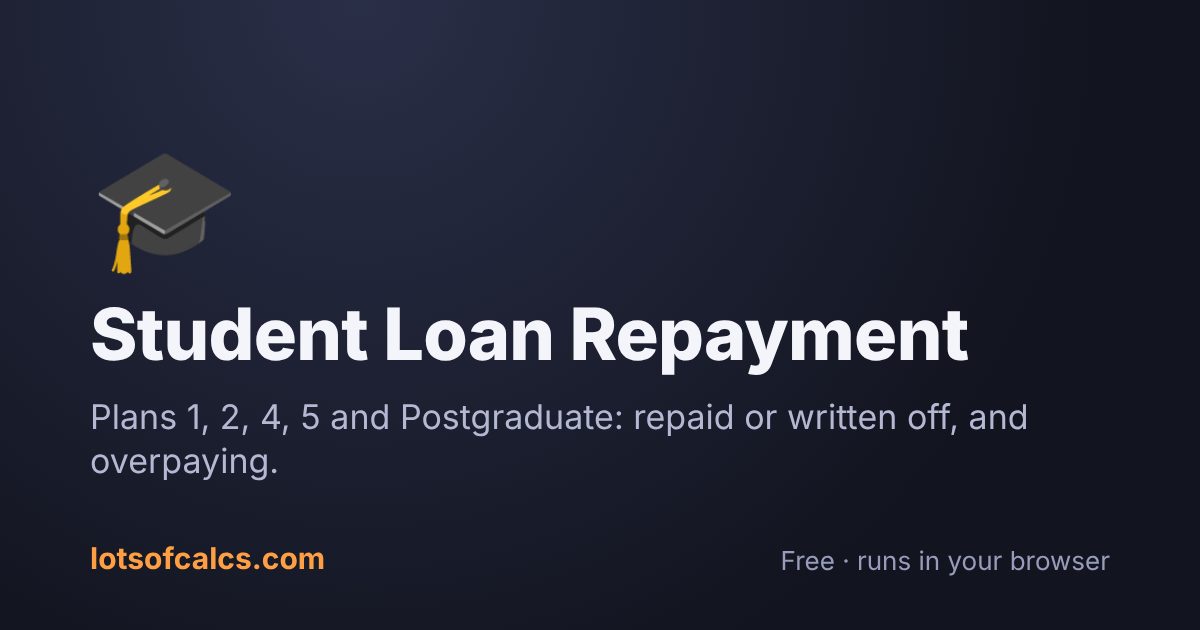 Student Loan Repayment
Plans 1, 2, 4, 5 and Postgraduate: repaid or written off, and
overpaying.
lotsofcalcs.com
Free · runs in your browser